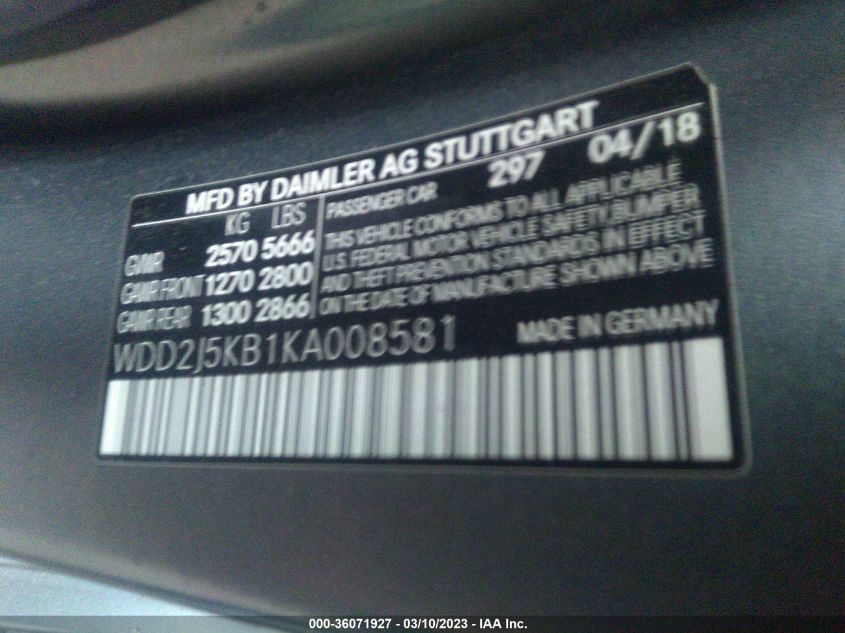 MFD BY DAIMLER AG STUTTGART
KG LBS
GVWR 2570 5666
GAWR FRONT 1270 2800
GAWR REAR 1300 2866
PASSENGER CAR 297 04/18
THIS VEHICLE CONFORMS TO ALL APPLICABLE
U.S. FEDERAL MOTOR VEHICLE SAFETY, BUMPER
AND THEFT PREVENTION STANDARDS IN EFFECT
ON THE DATE OF MANUFACTURE SHOWN ABOVE
WDD2J5KB1KA008581 MADE IN GERMANY
000-36071927 — 03/10/2023 — IAA Inc.